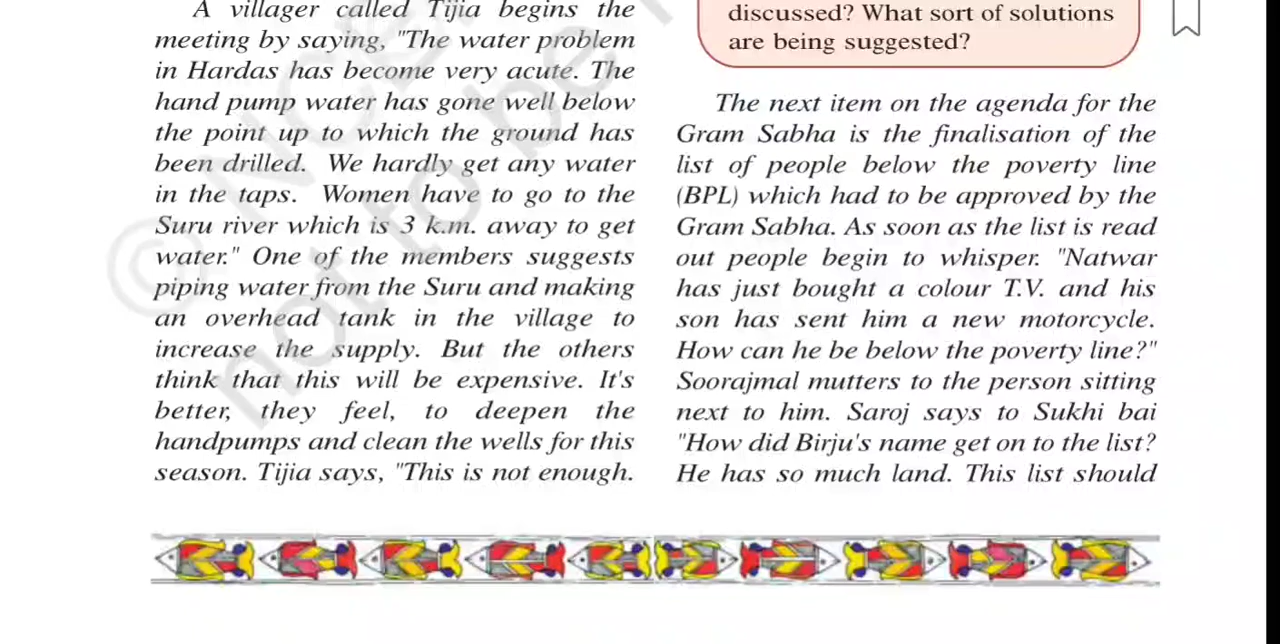 A villager called Tijia begins the
meeting by saying, "The water problem
in Hardas has become very acute. The
hand pump water has gone well below
the point up to which the ground has
been drilled. We hardly get any water
in the taps. Women have to go to the
Suru river which is 3 k.m. away to get
water." One of the members suggests
piping water from the Suru and making
an overhead tank in the village to
increase the supply. But the others
think that this will be expensive. It's
better, they feel, to deepen the
handpumps and clean the wells for this
season. Tijia says, "This is not enough.
discussed? What sort of solutions
are being suggested?
The next item on the agenda for the
Gram Sabha is the finalisation of the
list of people below the poverty line
(BPL) which had to be approved by the
Gram Sabha. As soon as the list is read
out people begin to whisper. "Natwar
has just bought a colour T.V. and his
son has sent him a new motorcycle.
How can he be below the poverty line?"
Soorajmal mutters to the person sitting
next to him. Saroj says to Sukhi bai
"How did Birju's name get on to the list?
He has so much land. This list should
© NCE
not to be